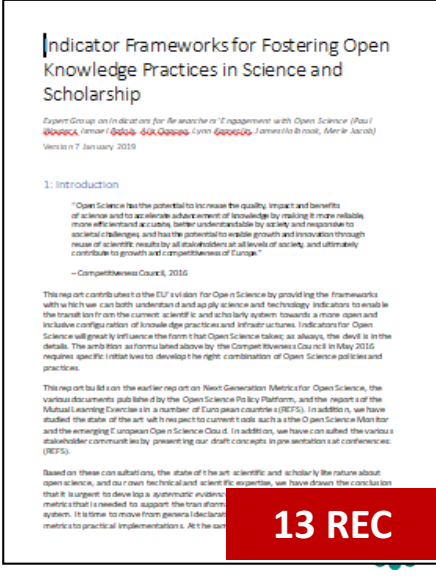 Indicator Frameworks for Fostering Open
Knowledge Practices in Science and
Scholarship
Expert Group on Indicators for Researchers' Engagement with Open Science (Paul
Wouters, Ismael Rafols, Alis Oancea, Lynn Kamerlin, James Holbrook, Merle Jacob)
Version 7 January 2019
1: Introduction
"Open Science has the potential to increase the quality, impact and benefits
of science and to accelerate advancement of knowledge by making it more reliable,
more efficient and accurate, better understandable by society and responsive to
societal challenges, and has the potential to enable growth and innovation through
reuse of scientific results by all stakeholders at all levels of society, and ultimately
contribute to growth and competitiveness of Europe."
– Competitiveness Council, 2016
This report contributes to the EU's vision for Open Science by providing the frameworks
with which we can both understand and apply science and technology indicators to enable
the transition from the current scientific and scholarly system towards a more open and
inclusive configuration of knowledge practices and infrastructures. Indicators for Open
Science will greatly influence the form that Open Science takes; as always, the devil is in the
details. The ambition as formulated above by the Competitiveness Council in May 2016
requires specific initiatives to develop the right combination of Open Science policies and
practices.
This report builds on the earlier report on Next Generation Metrics for Open Science, the
various documents published by the Open Science Policy Platform, and the reports of the
Mutual Learning Exercises in a number of European countries (REFS). In addition, we have
studied the state of the art with respect to current tools such as the Open Science Monitor
and the emerging European Open Science Cloud. In addition, we have consulted the various
stakeholder communities by presenting our draft concepts in presentations at conferences:
(REFS).
Based on these consultations, the state of the art scientific and scholarly literature about
open science, and our own technical and scientific expertise, we have drawn the conclusion
that it is urgent to develop a systematic evidenc
metrics that is needed to support the transform
system. It is time to move from general declarat
metrics to practical implementations. At the sam
13 REC